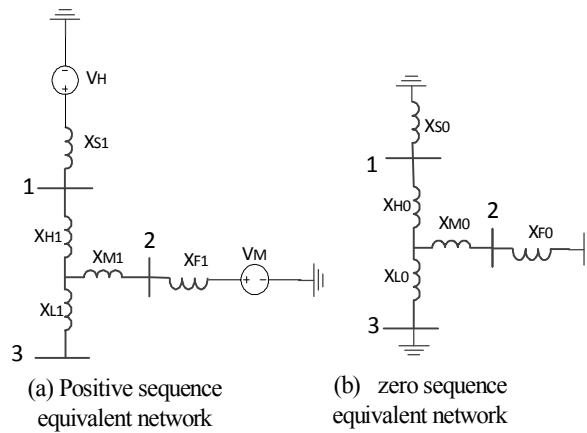 VH
XS1
1
XH1
XM1
2
XF1
VM
XL1
3
(a) Positive sequence
equivalent network
XS0
1
XH0
XM0
2
XF0
XL0
3
(b) zero sequence
equivalent network